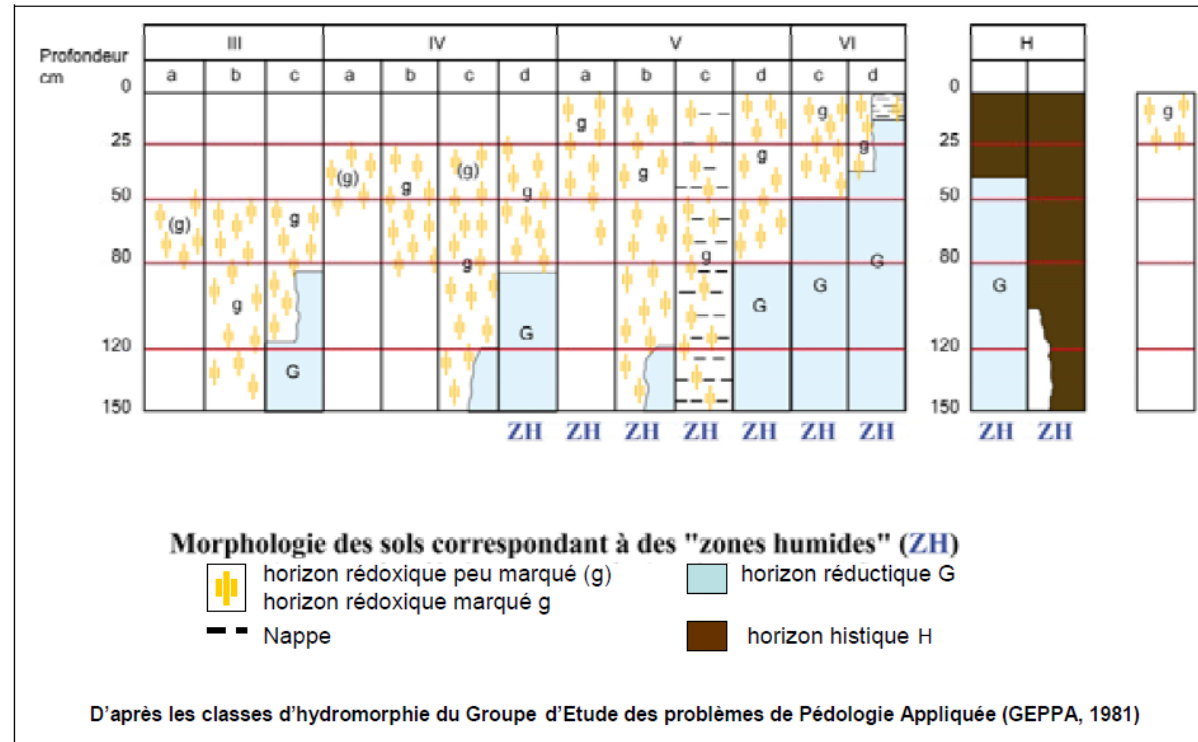 III IV V VI H
Profondeur
cm
a b c a b c d a b c d c d
0 0
g g g
25 25
(g) g (g) g g g g g
50 50
(g) g g
80 80
g g g G G G G
120 120
G G
150 150
ZH ZH ZH ZH ZH ZH ZH ZH ZH
Morphologie des sols correspondant à des "zones humides" (ZH)
horizon rédoxique peu marqué (g)
horizon rédoxique marqué g
horizon réductique G
Nappe
horizon histique H
D'après les classes d'hydromorphie du Groupe d'Etude des problèmes de Pédologie Appliquée (GEPPA, 1981)